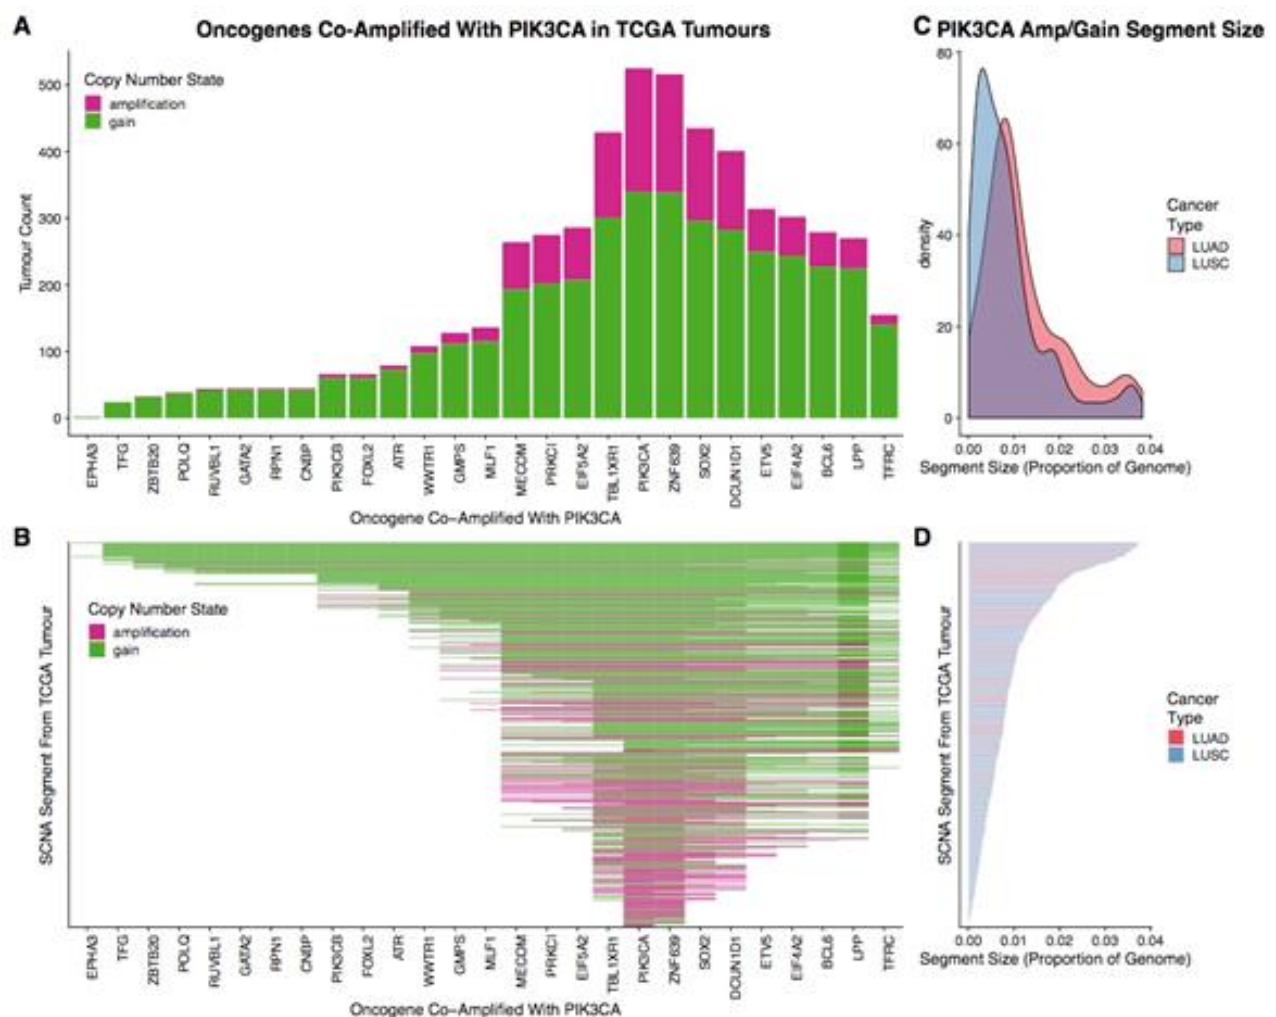 A
Oncogenes Co-Amplified With PIK3CA in TCGA Tumours
Copy Number State
amplification
gain
Tumour Count
500
400
300
200
100
0
EPHA3
TFG
ZBTB20
POLQ
RUVBL1
GATA2
RPN1
CNBP
PIK3CB
FOXL2
ATR
WWTR1
GMPS
MLF1
MECOM
PRKCI
EIF5A2
TBL1XR1
PIK3CA
ZNF639
SOX2
DCUN1D1
ETV5
EIF4A2
BCL6
LPP
TFRC
Oncogene Co–Amplified With PIK3CA
C PIK3CA Amp/Gain Segment Size
density
80
60
40
20
0
0.00 0.01 0.02 0.03 0.04
Segment Size (Proportion of Genome)
Cancer
Type
LUAD
LUSC
B
Copy Number State
amplification
gain
SCNA Segment From TCGA Tumour
EPHA3
TFG
ZBTB20
POLQ
RUVBL1
GATA2
RPN1
CNBP
PIK3CB
FOXL2
ATR
WWTR1
GMPS
MLF1
MECOM
PRKCI
EIF5A2
TBL1XR1
PIK3CA
ZNF639
SOX2
DCUN1D1
ETV5
EIF4A2
BCL6
LPP
TFRC
Oncogene Co–Amplified With PIK3CA
D
SCNA Segment From TCGA Tumour
0.00 0.01 0.02 0.03 0.04
Segment Size (Proportion of Genome)
Cancer
Type
LUAD
LUSC